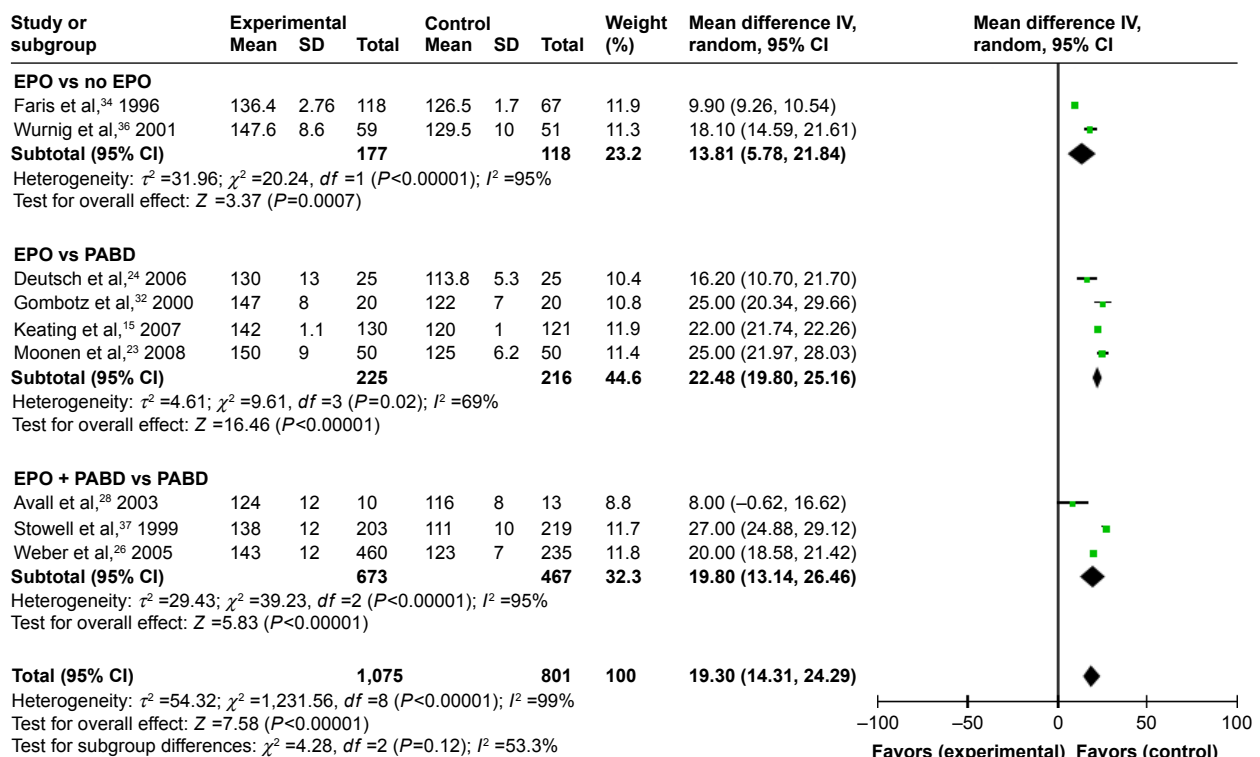 Study or subgroup Experimental Control Weight (%) Mean difference IV, random, 95% CI Mean difference IV, random, 95% CI
Mean SD Total Mean SD Total
EPO vs no EPO
Faris et al,³⁴ 1996 136.4 2.76 118 126.5 1.7 67 11.9 9.90 (9.26, 10.54)
Wurnig et al,³⁶ 2001 147.6 8.6 59 129.5 10 51 11.3 18.10 (14.59, 21.61)
Subtotal (95% CI) 177 118 23.2 13.81 (5.78, 21.84)
Heterogeneity: τ² =31.96; χ² =20.24, df =1 (P<0.00001); I² =95%
Test for overall effect: Z =3.37 (P=0.0007)
EPO vs PABD
Deutsch et al,²⁴ 2006 130 13 25 113.8 5.3 25 10.4 16.20 (10.70, 21.70)
Gombotz et al,³² 2000 147 8 20 122 7 20 10.8 25.00 (20.34, 29.66)
Keating et al,¹⁵ 2007 142 1.1 130 120 1 121 11.9 22.00 (21.74, 22.26)
Moonen et al,²³ 2008 150 9 50 125 6.2 50 11.4 25.00 (21.97, 28.03)
Subtotal (95% CI) 225 216 44.6 22.48 (19.80, 25.16)
Heterogeneity: τ² =4.61; χ² =9.61, df =3 (P=0.02); I² =69%
Test for overall effect: Z =16.46 (P<0.00001)
EPO + PABD vs PABD
Avall et al,²⁸ 2003 124 12 10 116 8 13 8.8 8.00 (–0.62, 16.62)
Stowell et al,³⁷ 1999 138 12 203 111 10 219 11.7 27.00 (24.88, 29.12)
Weber et al,²⁶ 2005 143 12 460 123 7 235 11.8 20.00 (18.58, 21.42)
Subtotal (95% CI) 673 467 32.3 19.80 (13.14, 26.46)
Heterogeneity: τ² =29.43; χ² =39.23, df =2 (P<0.00001); I² =95%
Test for overall effect: Z =5.83 (P<0.00001)
Total (95% CI) 1,075 801 100 19.30 (14.31, 24.29)
Heterogeneity: τ² =54.32; χ² =1,231.56, df =8 (P<0.00001); I² =99%
Test for overall effect: Z =7.58 (P<0.00001)
Test for subgroup differences: χ² =4.28, df =2 (P=0.12); I² =53.3%
–100 –50 0 50 100
Favors (experimental) Favors (control)